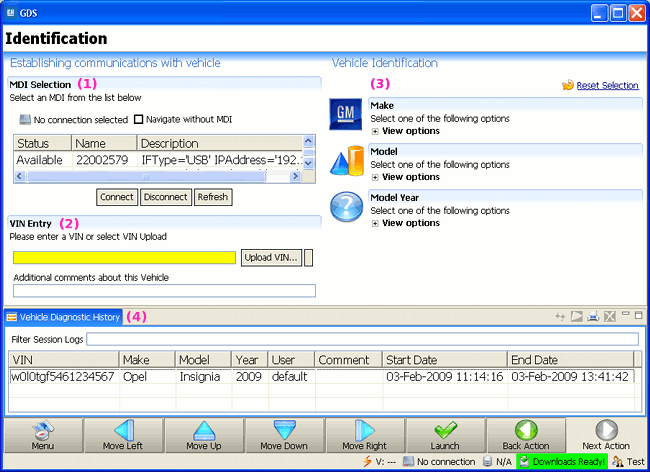 GDS
Identification
Establishing communications with vehicle
MDI Selection (1)
Select an MDI from the list below
No connection selected Navigate without MDI
Status Name Description
Available 22002579 IFType='USB' IPAddress='192.
Connect Disconnect Refresh
VIN Entry (2)
Please enter a VIN or select VIN Upload
Upload VIN...
Additional comments about this Vehicle
Vehicle Identification
(3)
Reset Selection
GM
Make
Select one of the following options
View options
Model
Select one of the following options
View options
Model Year
Select one of the following options
View options
Vehicle Diagnostic History (4)
Filter Session Logs
VIN Make Model Year User Comment Start Date End Date
w0l0tgf5461234567 Opel Insignia 2009 default 03-Feb-2009 11:14:16 03-Feb-2009 13:41:42
Menu Move Left Move Up Move Down Move Right Launch Back Action Next Action
V: --- No connection N/A Downloads Ready! Test